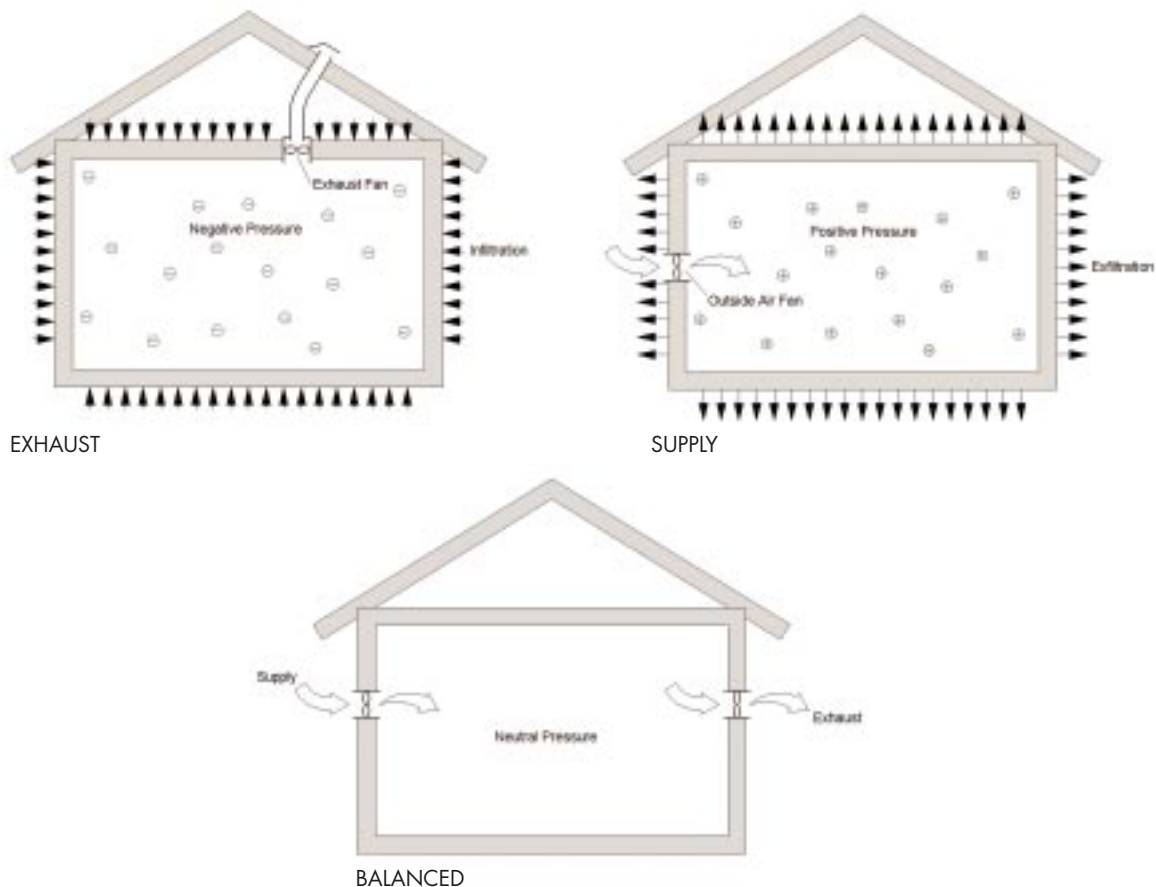 Exhaust Fan
Negative Pressure
Infiltration
EXHAUST
Positive Pressure
Exfiltration
Outside Air Fan
SUPPLY
Supply
Exhaust
Neutral Pressure
BALANCED